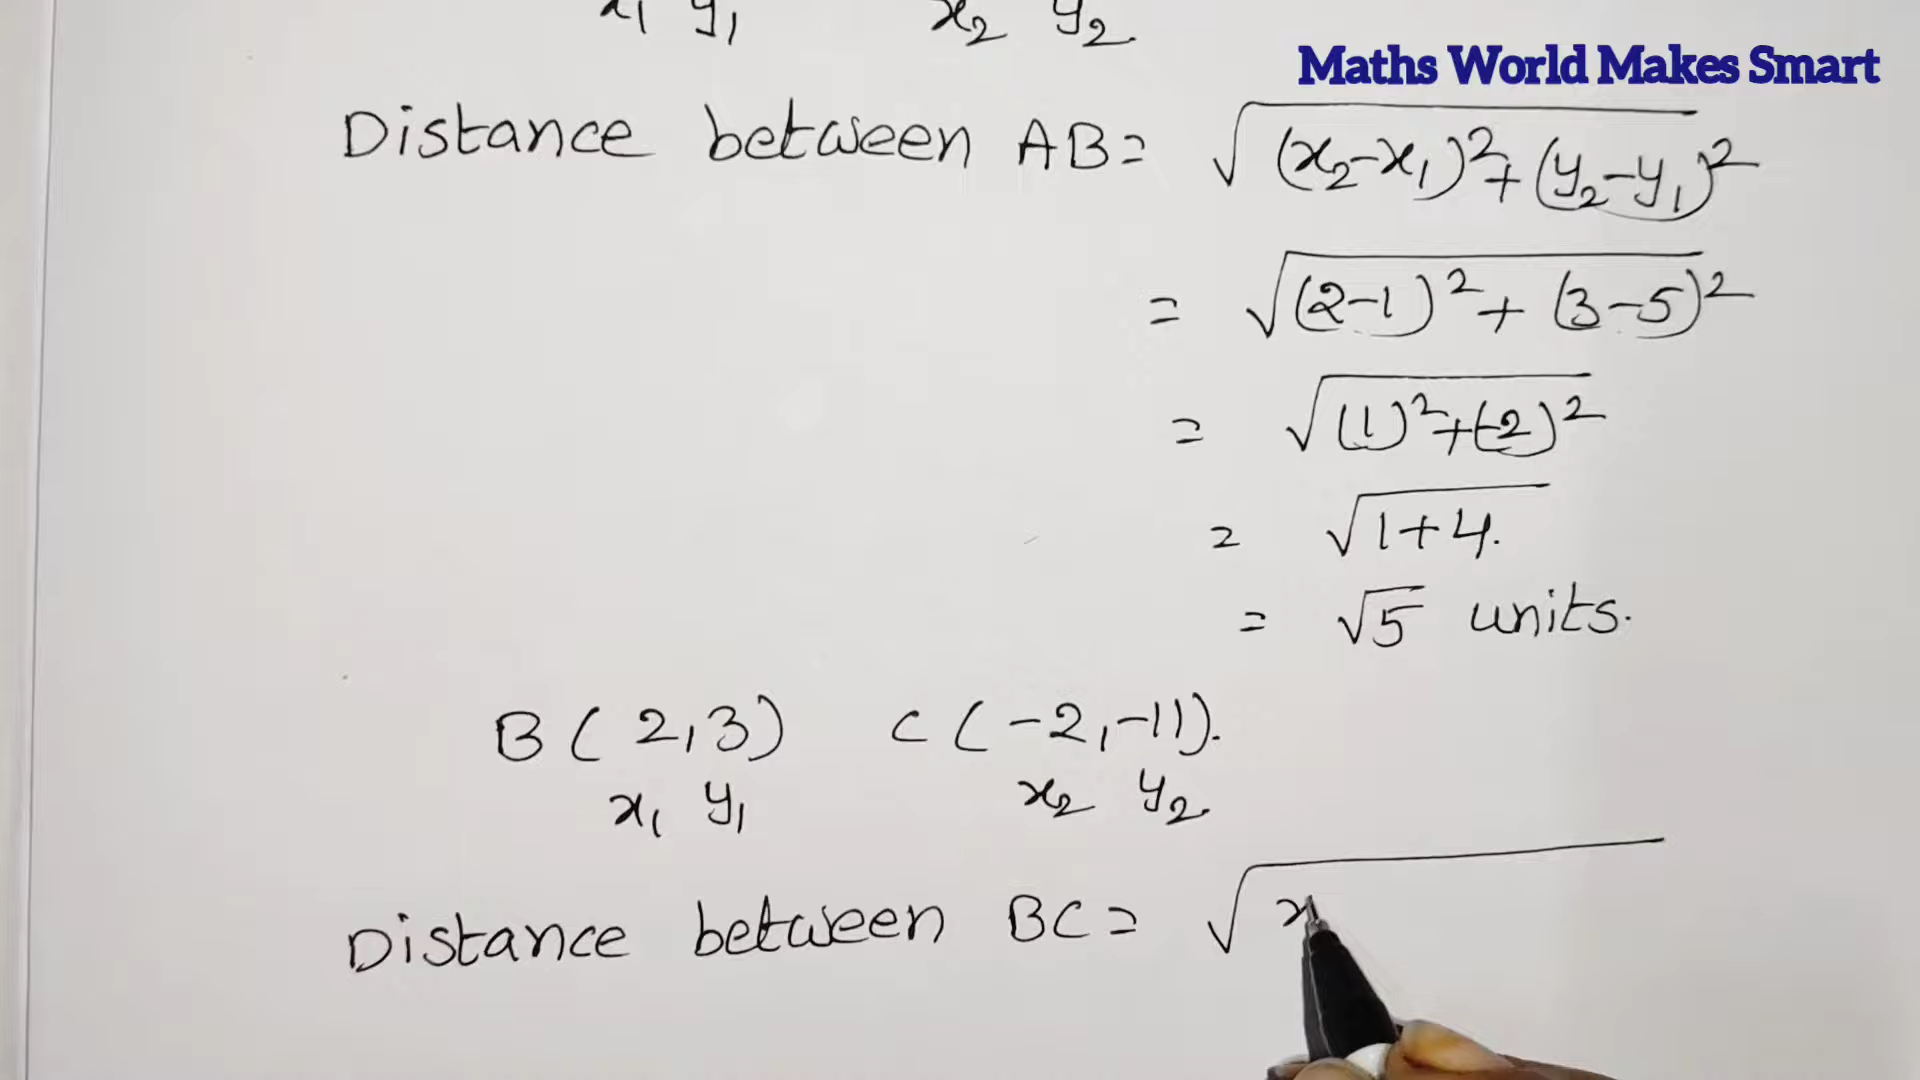 x₁ y₁ x₂ y₂.
Maths World Makes Smart
Distance between AB = √(x₂-x₁)²+(y₂-y₁)²
= √(2-1)² + (3-5)²
= √(1)²+(-2)²
= √1+4.
= √5 units.
B(2,3) C(-2,-11).
x₁ y₁ x₂ y₂.
Distance between BC = √x